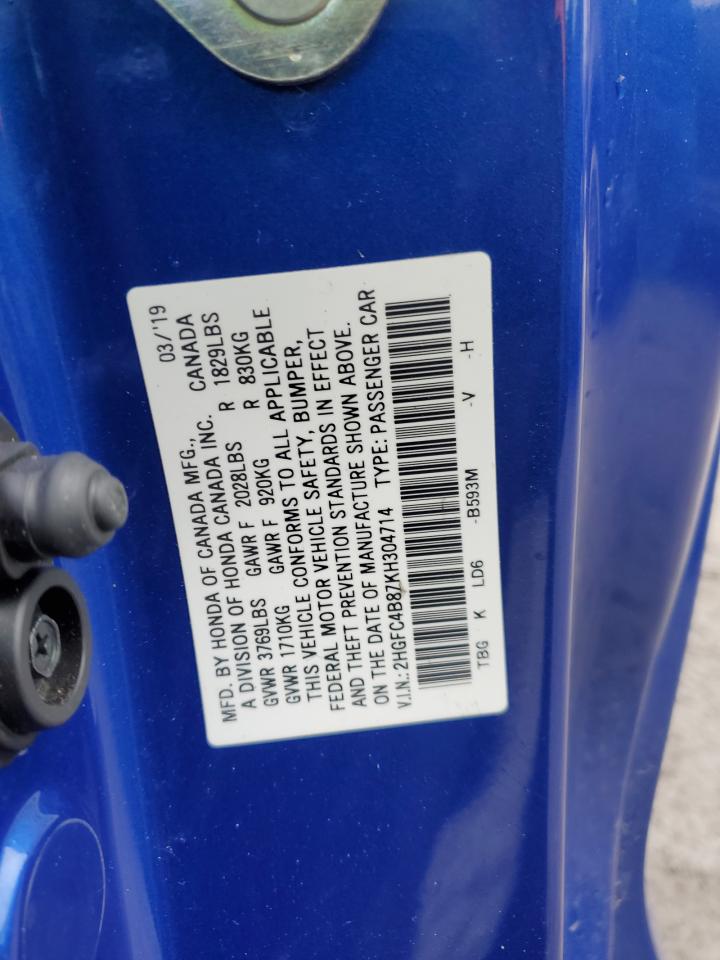 MFD. BY HONDA OF CANADA MFG., 03/'19
A DIVISION OF HONDA CANADA INC. CANADA
GVWR 3769LBS GAWR F 2028LBS R 1829LBS
GVWR 1710KG GAWR F 920KG R 830KG
THIS VEHICLE CONFORMS TO ALL APPLICABLE
FEDERAL MOTOR VEHICLE SAFETY, BUMPER,
AND THEFT PREVENTION STANDARDS IN EFFECT
ON THE DATE OF MANUFACTURE SHOWN ABOVE.
V.I.N.: 2HGFC4B87KH304714 TYPE: PASSENGER CAR
TBG K LD6 -B593M -V -H